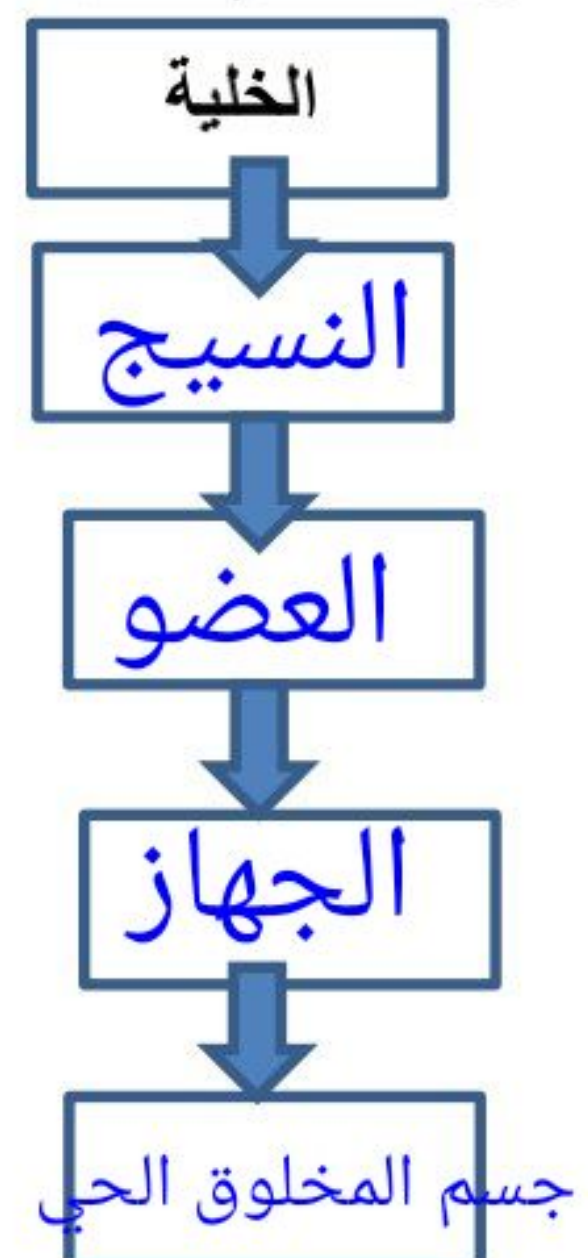 الخلية
النسيج
العضو
الجهاز
جسم المخلوق الحي